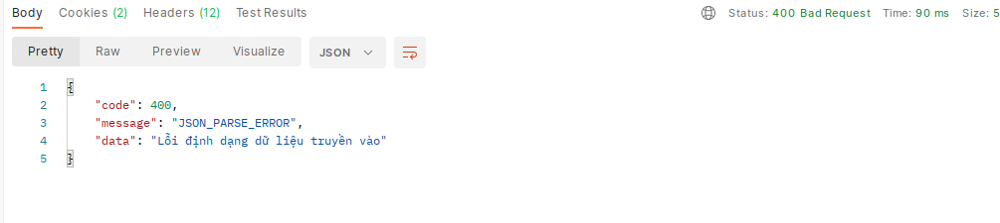 Body Cookies (2) Headers (12) Test Results Status: 400 Bad Request Time: 90 ms Size: 5
Pretty Raw Preview Visualize JSON
1 {
2 "code": 400,
3 "message": "JSON_PARSE_ERROR",
4 "data": "Lỗi định dạng dữ liệu truyền vào"
5 }